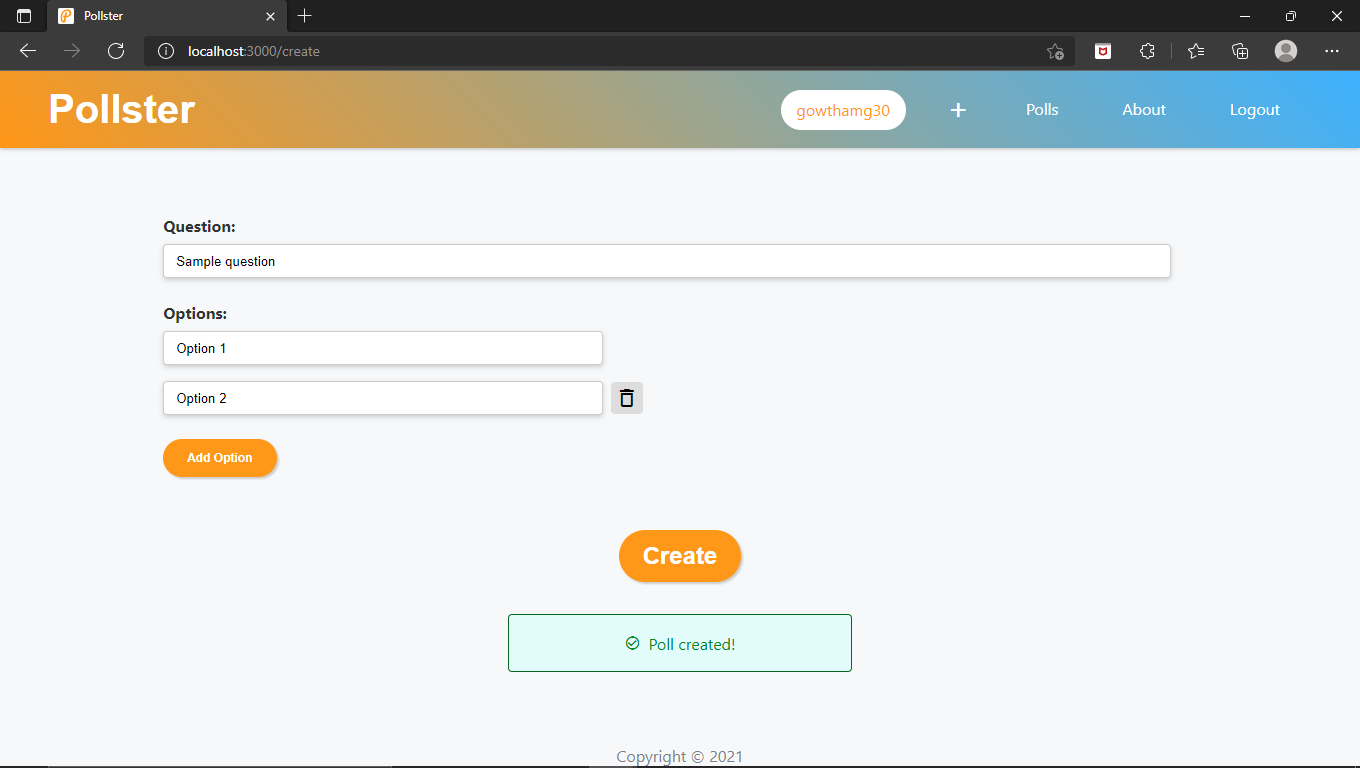 Pollster
localhost:3000/create
Pollster
gowthamg30
+
Polls
About
Logout
Question:
Sample question
Options:
Option 1
Option 2
Add Option
Create
Poll created!
Copyright © 2021